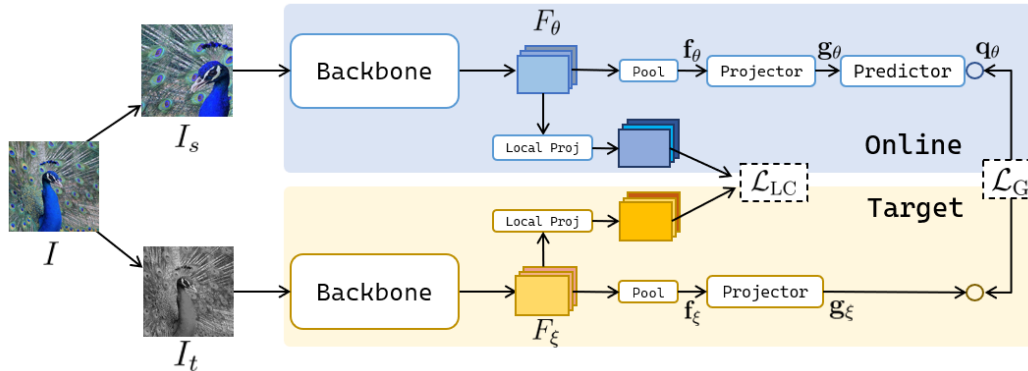 F_θ
f_θ
g_θ
q_θ
Backbone
Pool
Projector
Predictor
I_s
Local Proj
Online
L_LC
L_G
I
Target
Local Proj
Backbone
Pool
Projector
f_ξ
g_ξ
F_ξ
I_t